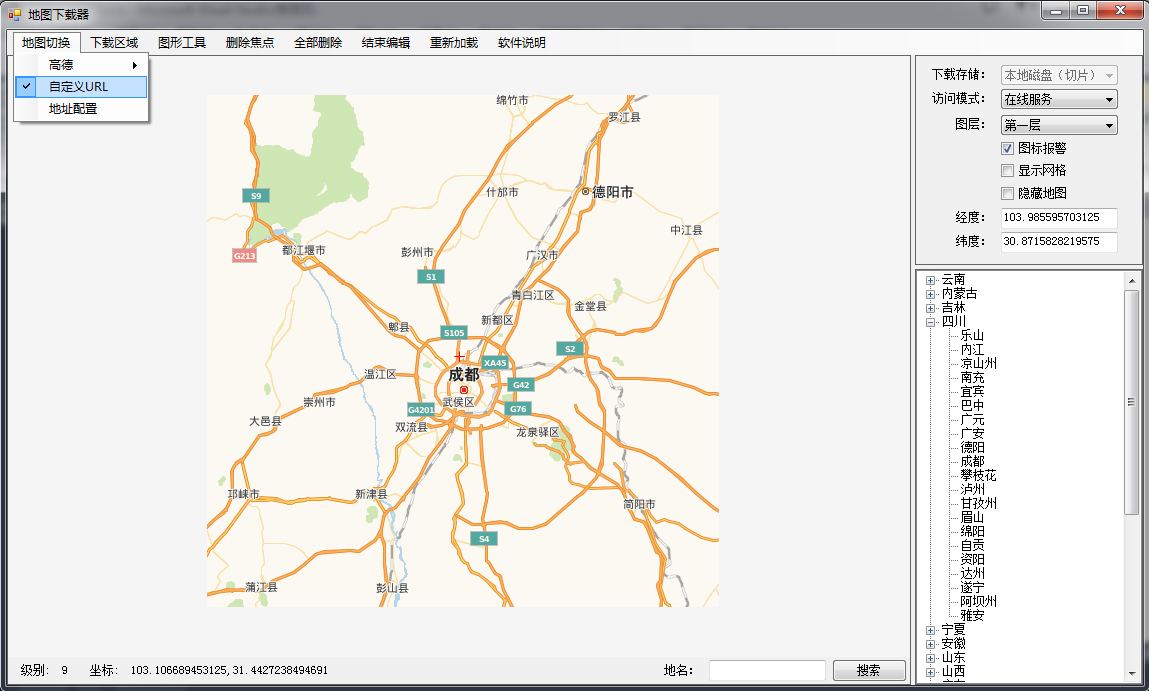 地图下载器
地图切换 下载区域 图形工具 删除焦点 全部删除 结束编辑 重新加载 软件说明
高德
自定义URL
地址配置
绵竹市
罗江县
什邡市
德阳市
S9
中江县
都江堰市
G213
彭州市
广汉市
S1
青白江区
金堂县
郫县
新都区
S105
S2
XA45
成都
温江区
G42
武侯区
崇州市
G4201
G76
大邑县
双流县
龙泉驿区
邛崃市
新津县
简阳市
S4
蒲江县
彭山县
下载存储： 本地磁盘（切片）
访问模式： 在线服务
图层： 第一层
图标报警
显示网格
隐藏地图
经度： 103.985595703125
纬度： 30.8715828219575
云南
内蒙古
吉林
四川
乐山
内江
凉山州
南充
宜宾
巴中
广元
广安
德阳
成都
攀枝花
泸州
甘孜州
眉山
绵阳
自贡
资阳
达州
遂宁
阿坝州
雅安
宁夏
安徽
山东
山西
级别： 9 坐标： 103.106689453125,31.4427238494691
地名： 搜索